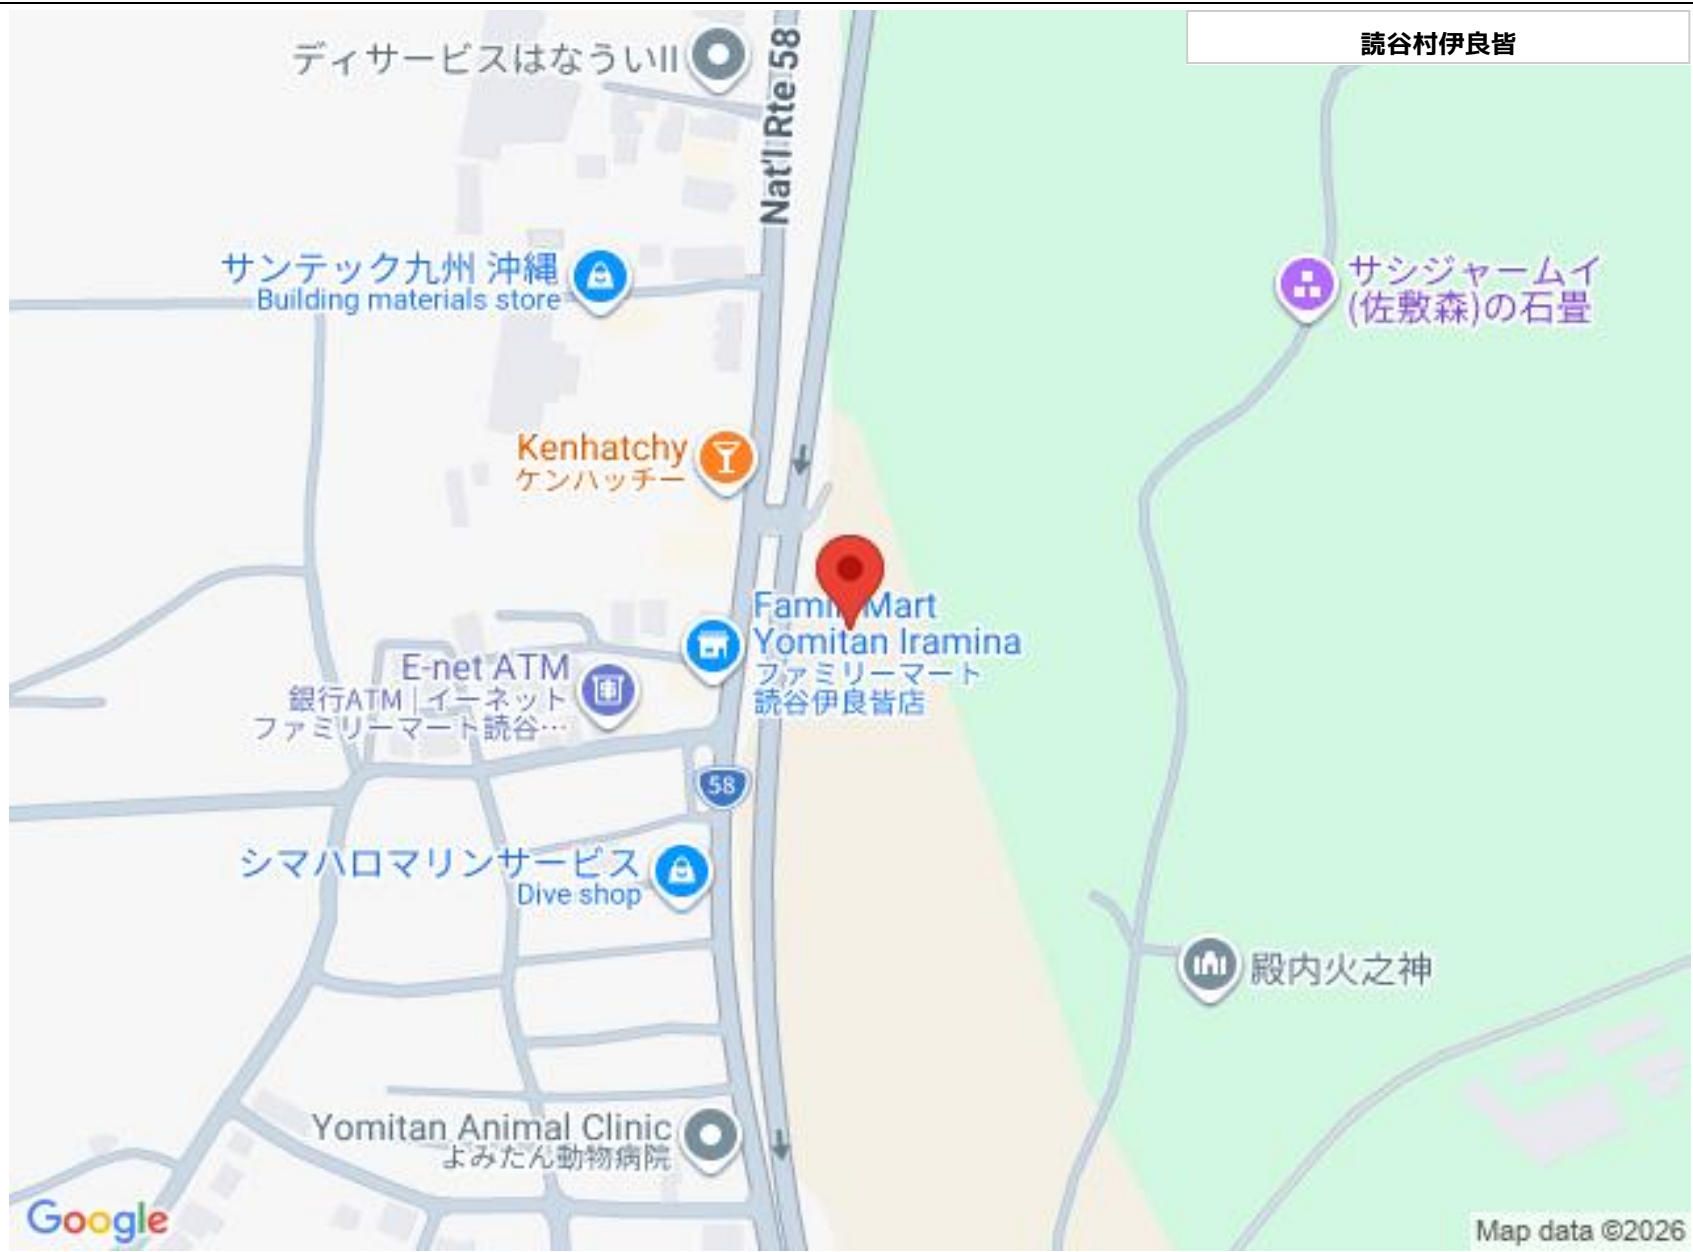 読谷村伊良皆
ディサービスはなういII
Nat'l Rte 58
サンテック九州 沖縄
Building materials store
サシジャームイ
(佐敷森)の石畳
Kenhatchy
ケンハッチー
FamilyMart
Yomitan Iramina
ファミリーマート
読谷伊良皆店
E-net ATM
銀行ATM | イーネット
ファミリーマート読谷…
58
シマハロマリンサービス
Dive shop
殿内火之神
Yomitan Animal Clinic
よみたん動物病院
Google
Map data ©2026